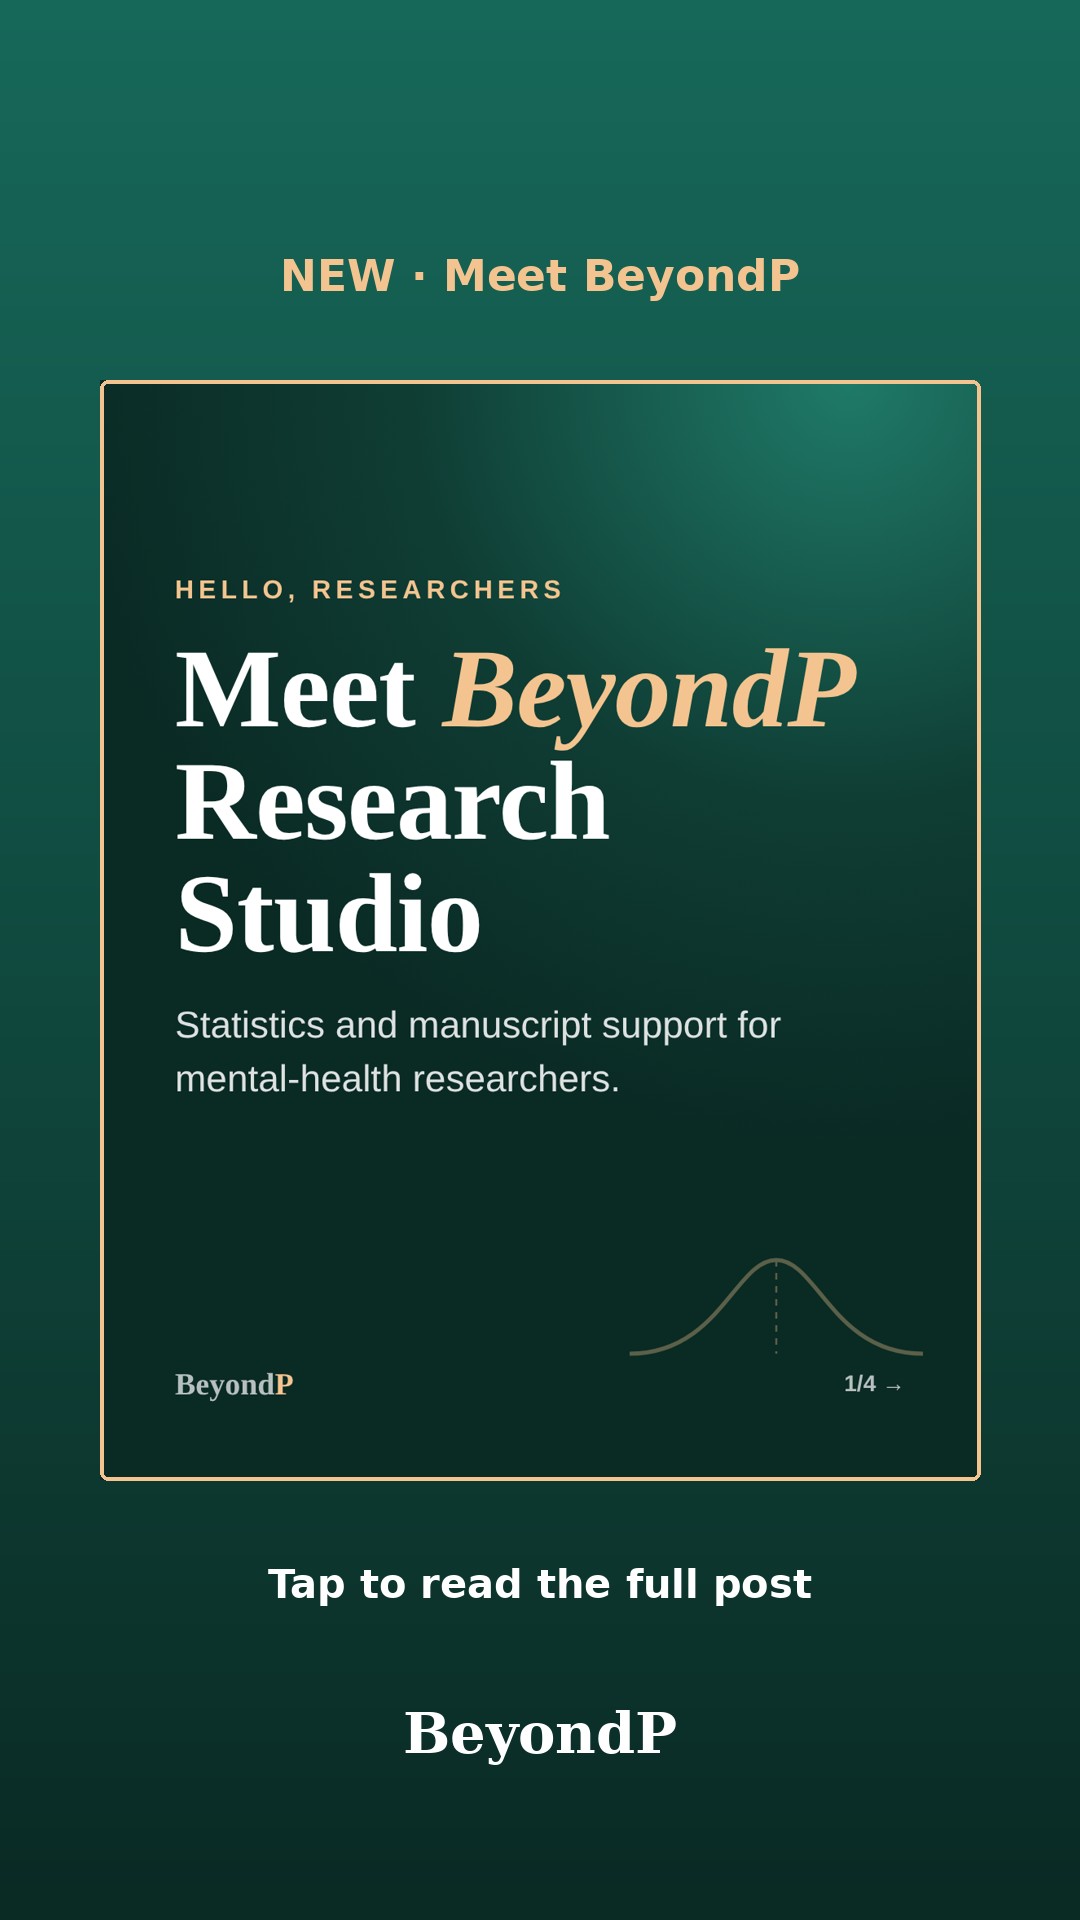 NEW · Meet BeyondP
HELLO, RESEARCHERS
Meet BeyondP
Research
Studio
Statistics and manuscript support for
mental-health researchers.
BeyondP
1/4 →
Tap to read the full post
BeyondP